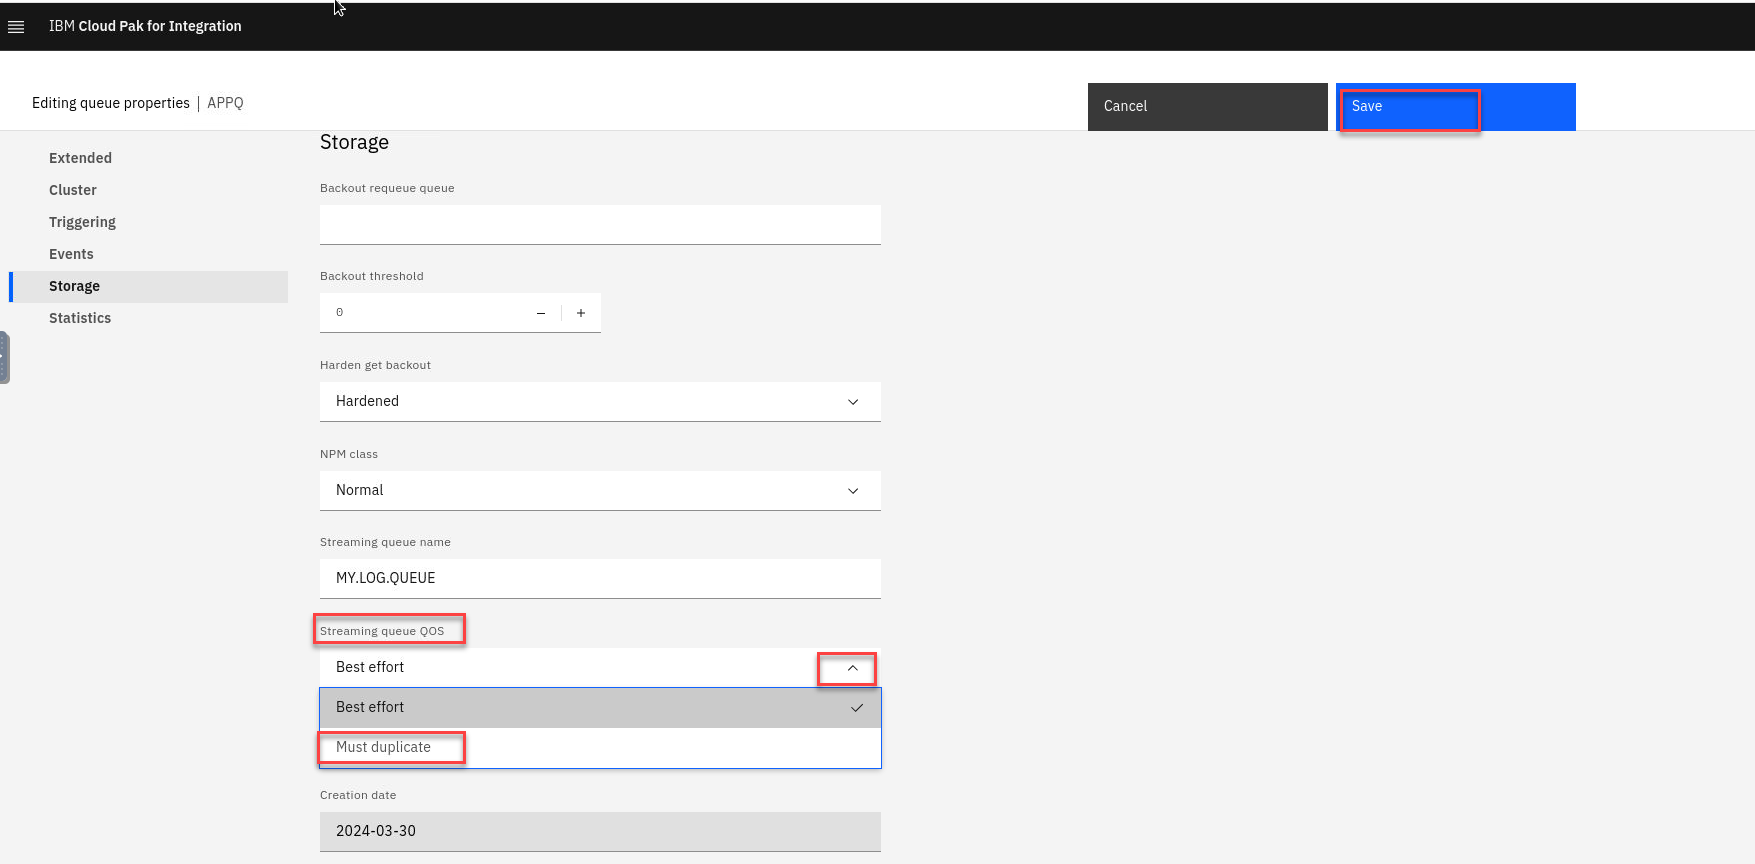 IBM Cloud Pak for Integration
Editing queue properties | APPQ
Cancel
Save
Extended
Cluster
Triggering
Events
Storage
Statistics
Storage
Backout requeue queue
Backout threshold
0
Harden get backout
Hardened
NPM class
Normal
Streaming queue name
MY.LOG.QUEUE
Streaming queue QOS
Best effort
Best effort
Must duplicate
Creation date
2024-03-30